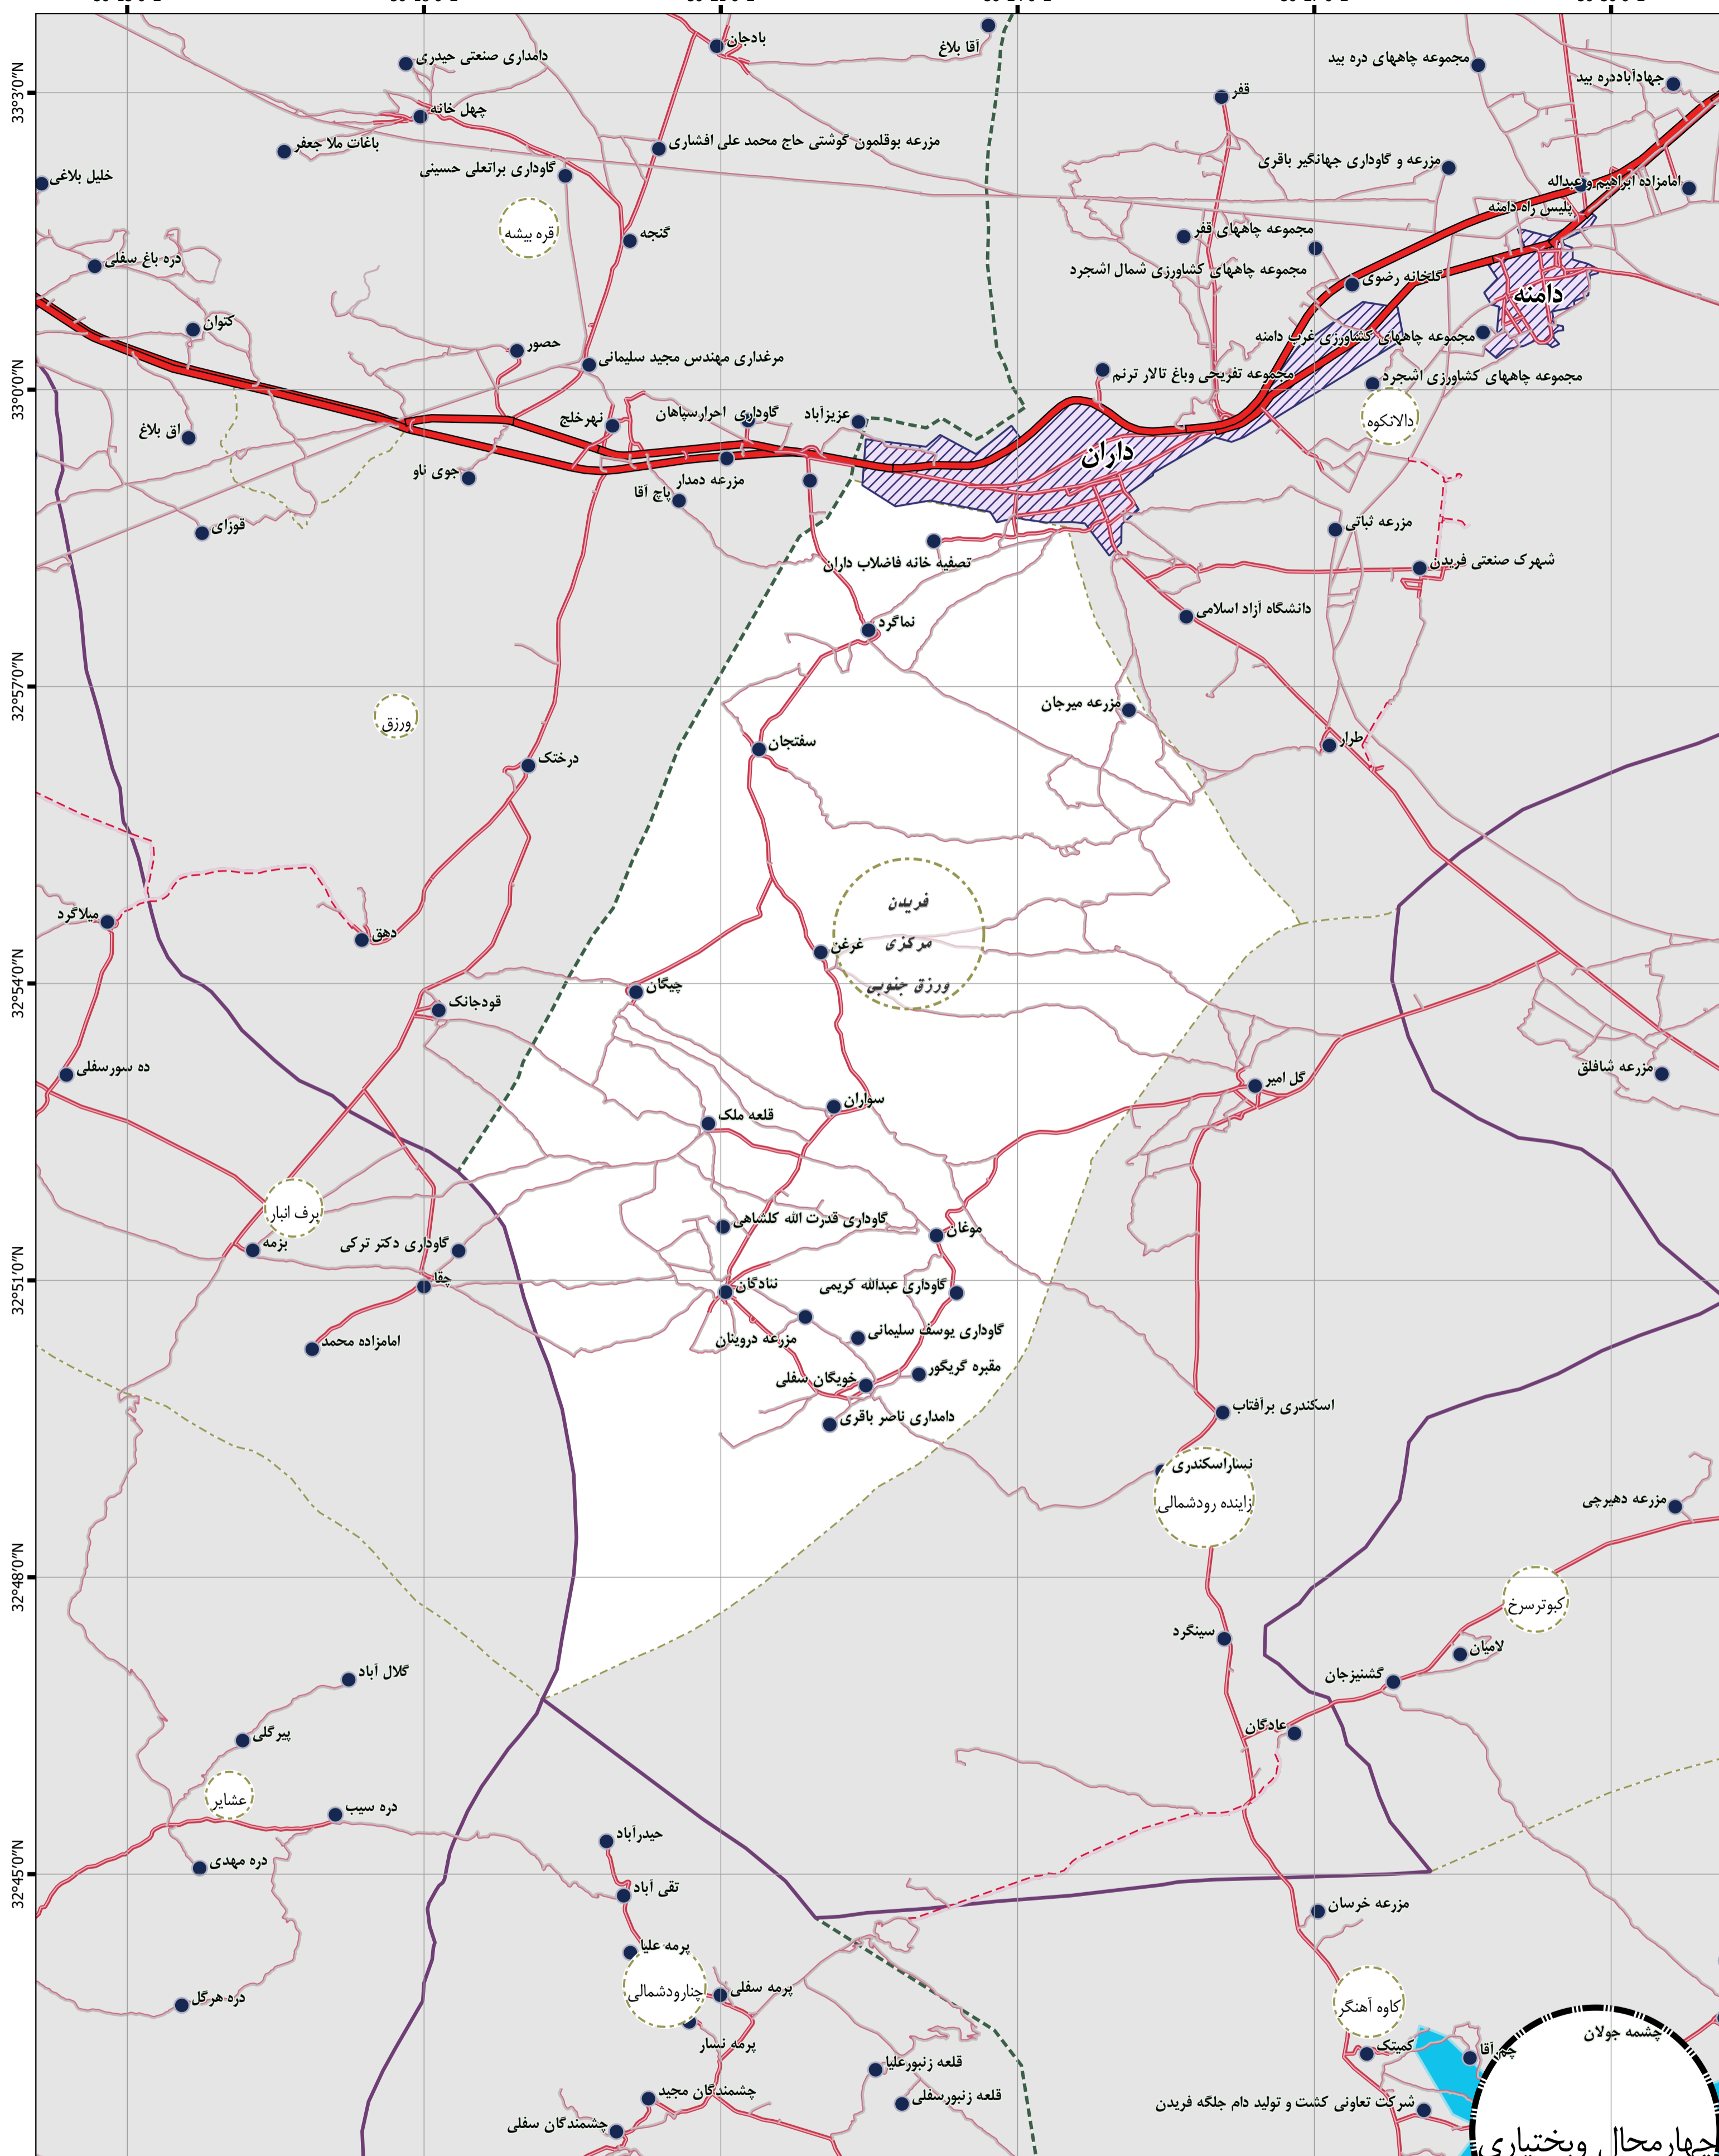 بادجان
آقا بلاغ
دامداری صنعتی حیدری
مجموعه چاههای دره بید
جهادآباددره بید
33°3'0"N
قفر
چهل خانه
باغات ملا جعفر
مزرعه بوقلمون گوشتی حاج محمد علی افشاری
گاوداری براتعلی حسینی
مزرعه و گاوداری جهانگیر باقری
خلیل بلاغی
امامزاده ابراهیم و عبداله
پلیس راه دامنه
قره بیشه
گنجه
مجموعه چاههای قفر
دره باغ سفلی
مجموعه چاههای کشاورزی شمال اشجرد
گلخانه رضوی
دامنه
کتوان
حصور
مجموعه چاههای کشاورزی غرب دامنه
مرغداری مهندس مجید سلیمانی
مجموعه تفریحی وباغ تالار ترنم
مجموعه چاههای کشاورزی اشجرد
33°0'0"N
دالانکوه
اق بلاغ
نهرخلج
گاوداری احرارسپاهان
عزیزآباد
داران
جوی ناو
مزرعه دمدار
پاچ آقا
قوزای
مزرعه ثباتی
تصفیه خانه فاضلاب داران
شهرک صنعتی فریدن
دانشگاه آزاد اسلامی
نماگرد
32°57'0"N
ورزق
مزرعه میرجان
سفتجان
طرار
درختک
میلاگرد
دهق
فریدن
مرکزی
ورزق جنوبی
غرغن
32°54'0"N
چیگان
قودجانک
ده سورسفلی
مزرعه شافلق
گل امیر
سواران
قلعه ملک
برف انبار
گاوداری قدرت الله کلشاهی
موغان
بزمه
گاوداری دکتر ترکی
32°51'0"N
چقا
ننادگان
گاوداری عبدالله کریمی
امامزاده محمد
مزرعه درویتان
گاوداری یوسف سلیمانی
مقبره گریگور
خویگان سفلی
اسکندری برآفتاب
دامداری ناصر باقری
نساراسکندری
زاینده رودشمالی
مزرعه دهیرچی
32°48'0"N
کبوترسرخ
سینگرد
لامیان
گلال آباد
گشنیزجان
پیرگلی
عادگان
عشایر
دره سیب
حیدرآباد
32°45'0"N
دره مهدی
تقی آباد
مزرعه خرسان
پرمه علیا
چنارودشمالی
پرمه سفلی
دره هرگل
کاوه آهنگر
پرمه نسار
چشمه جولان
کمیتک
چم آقا
قلعه زنبورعلیا
چشمندگان مجید
قلعه زنبورسفلی
شرکت تعاونی کشت و تولید دام جلگه فریدن
چشمندگان سفلی
چهارمحال وبختیاری